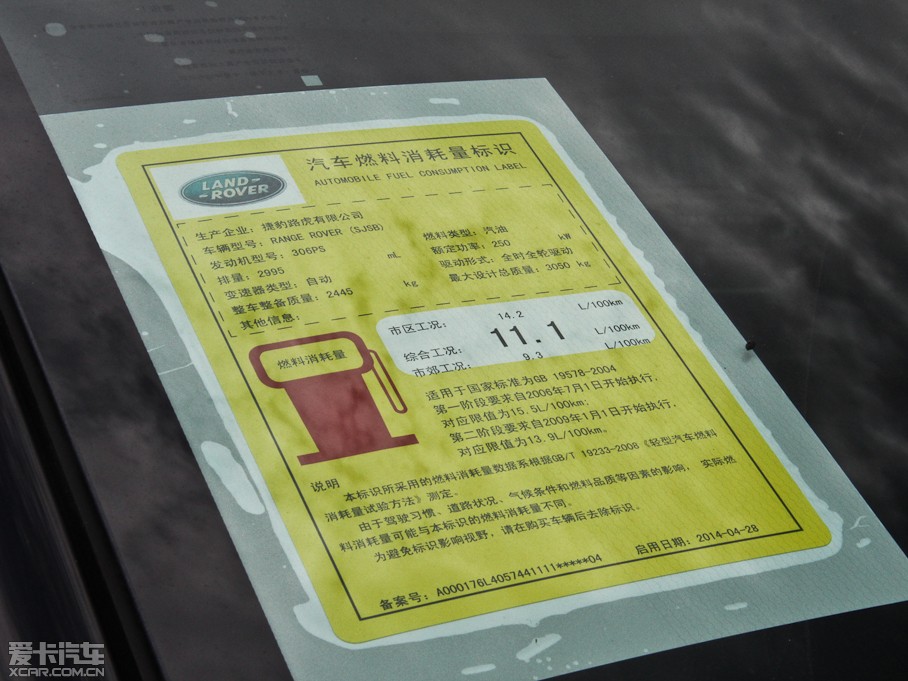 LAND-
-ROVER
汽车燃料消耗量标识
AUTOMOBILE FUEL CONSUMPTION LABEL
生产企业: 捷豹路虎有限公司
车辆型号: RANGE ROVER (SJSB) 燃料类型: 汽油
发动机型号: 306PS 额定功率: 250 kW
排量: 2995 mL 驱动形式: 全时全轮驱动
变速器类型: 自动 最大设计总质量: 3050 kg
整车整备质量: 2445 kg
其他信息:
燃料消耗量
市区工况: 14.2 L/100km
综合工况: 11.1 L/100km
市郊工况: 9.3 L/100km
适用于国家标准为GB 19578-2004
第一阶段要求自2006年7月1日开始执行,
对应限值为15.5L/100km;
第二阶段要求自2009年1月1日开始执行,
对应限值为13.9L/100km。
说明
本标识所采用的燃料消耗量数据系根据GB/T 19233-2008《轻型汽车燃料
消耗量试验方法》测定。
由于驾驶习惯、道路状况、气候条件和燃料品质等因素的影响, 实际燃
料消耗量可能与本标识的燃料消耗量不同。
为避免标识影响视野, 请在购买车辆后去除标识。
备案号: A000176L4057441111*****04 启用日期: 2014-04-28
爱卡汽车
XCAR.COM.CN